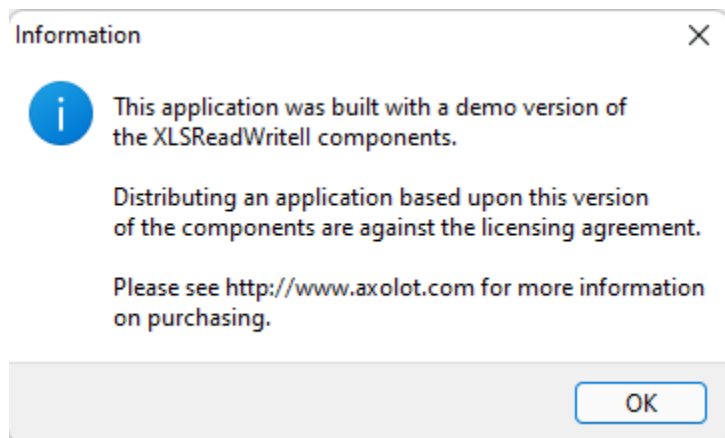 Information
This application was built with a demo version of
the XLSReadWriteII components.
Distributing an application based upon this version
of the components are against the licensing agreement.
Please see http://www.axolot.com for more information
on purchasing.
OK